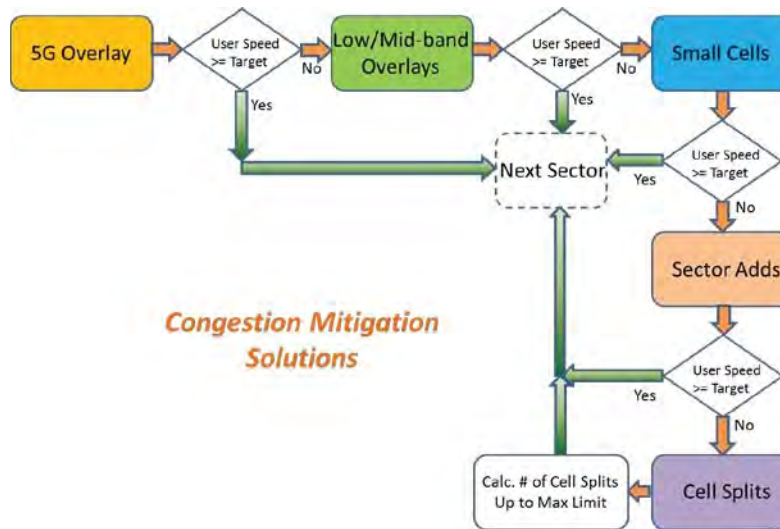 5G Overlay
User Speed
>= Target
No
Yes
Low/Mid-band
Overlays
User Speed
>= Target
No
Yes
Small Cells
User Speed
>= Target
Yes
No
Next Sector
Sector Adds
Congestion Mitigation
Solutions
User Speed
>= Target
Yes
No
Calc. # of Cell Splits
Up to Max Limit
Cell Splits